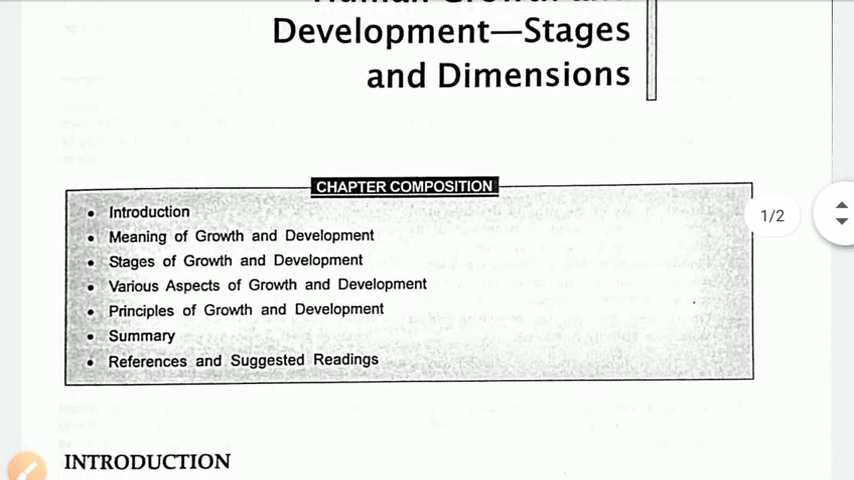 Development—Stages
and Dimensions
CHAPTER COMPOSITION
• Introduction
• Meaning of Growth and Development
• Stages of Growth and Development
• Various Aspects of Growth and Development
• Principles of Growth and Development
• Summary
• References and Suggested Readings
1/2
INTRODUCTION